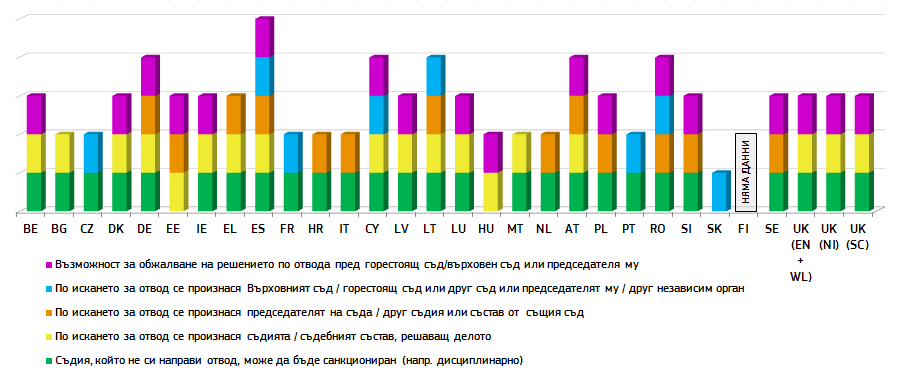 НЯМА ДАННИ
BE BG CZ DK DE EE IE EL ES FR HR IT CY LV LT LU HU MT NL AT PL PT RO SI SK FI SE UK UK UK
(EN (NI) (SC)
+
WL)
Възможност за обжалване на решението по отвода пред горестоящ съд/върховен съд или председателя му
По искането за отвод се произнася Върховният съд / горестоящ съд или друг съд или председателят му / друг независим орган
По искането за отвод се произнася председателят на съда / друг съдия или състав от същия съд
По искането за отвод се произнася съдията / съдебният състав, решаващ делото
Съдия, който не си направи отвод, може да бъде санкциониран (напр. дисциплинарно)